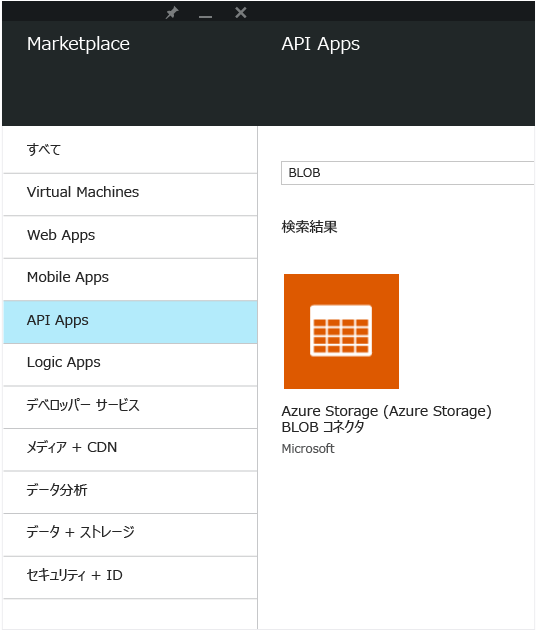 Marketplace
API Apps
すべて
Virtual Machines
Web Apps
Mobile Apps
API Apps
Logic Apps
デベロッパー サービス
メディア + CDN
データ分析
データ + ストレージ
セキュリティ + ID
BLOB
検索結果
Azure Storage (Azure Storage)
BLOB コネクタ
Microsoft